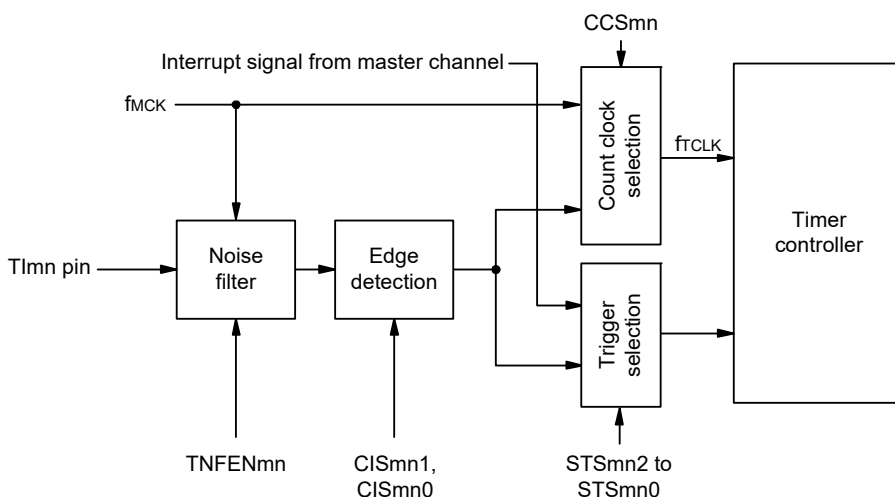 CCSmn
Interrupt signal from master channel
fMCK
Count clock
selection
fTCLK
Timer
controller
TImn pin
Noise
filter
Edge
detection
Trigger
selection
TNFENmn
CISmn1,
CISmn0
STSmn2 to
STSmn0